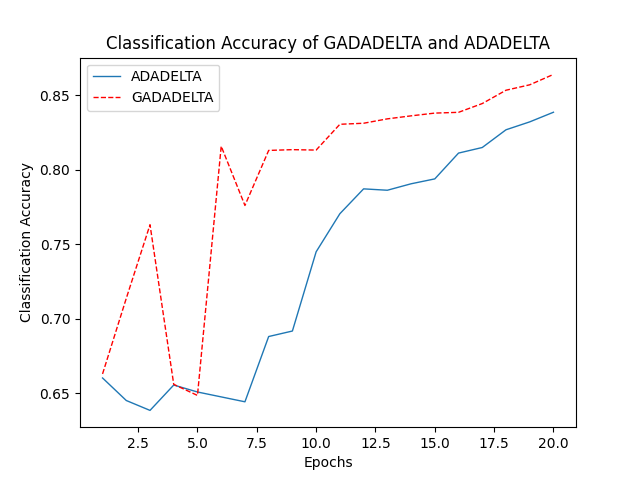 Classification Accuracy of GADADELTA and ADADELTA
ADADELTA
GADADELTA
Classification Accuracy
0.85
0.80
0.75
0.70
0.65
2.5 5.0 7.5 10.0 12.5 15.0 17.5 20.0
Epochs